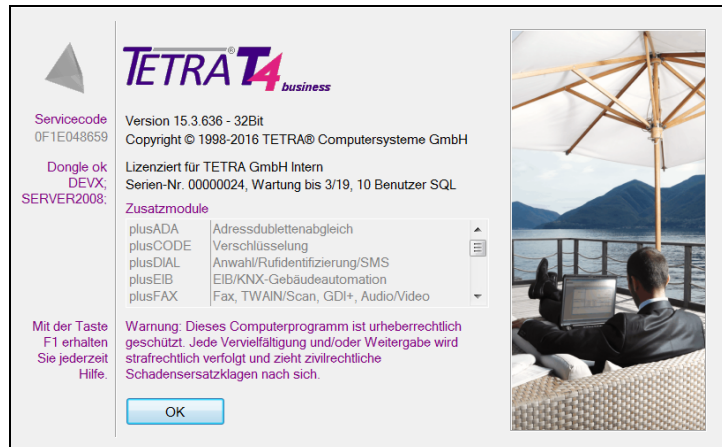 TETRA® T4
business
Servicecode
0F1E048659
Version 15.3.636 - 32Bit
Copyright © 1998-2016 TETRA® Computersysteme GmbH
Dongle ok
DEVX;
SERVER2008;
Lizenziert für TETRA GmbH Intern
Serien-Nr. 00000024, Wartung bis 3/19, 10 Benutzer SQL
Zusatzmodule
plusADA Adressdublettenabgleich
plusCODE Verschlüsselung
plusDIAL Anwahl/Rufidentifizierung/SMS
plusEIB EIB/KNX-Gebäudeautomation
plusFAX Fax, TWAIN/Scan, GDI+, Audio/Video
Mit der Taste
F1 erhalten
Sie jederzeit
Hilfe.
Warnung: Dieses Computerprogramm ist urheberrechtlich
geschützt. Jede Vervielfältigung und/oder Weitergabe wird
strafrechtlich verfolgt und zieht zivilrechtliche
Schadensersatzklagen nach sich.
OK